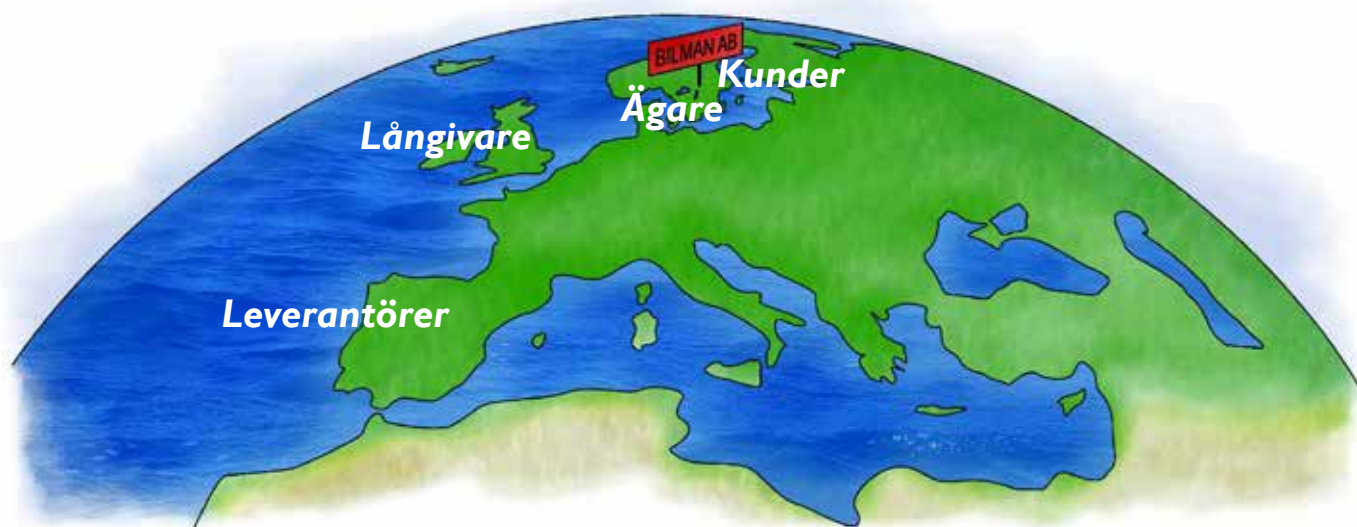 BILMAN AB
Kunder
Ägare
Långivare
Leverantörer